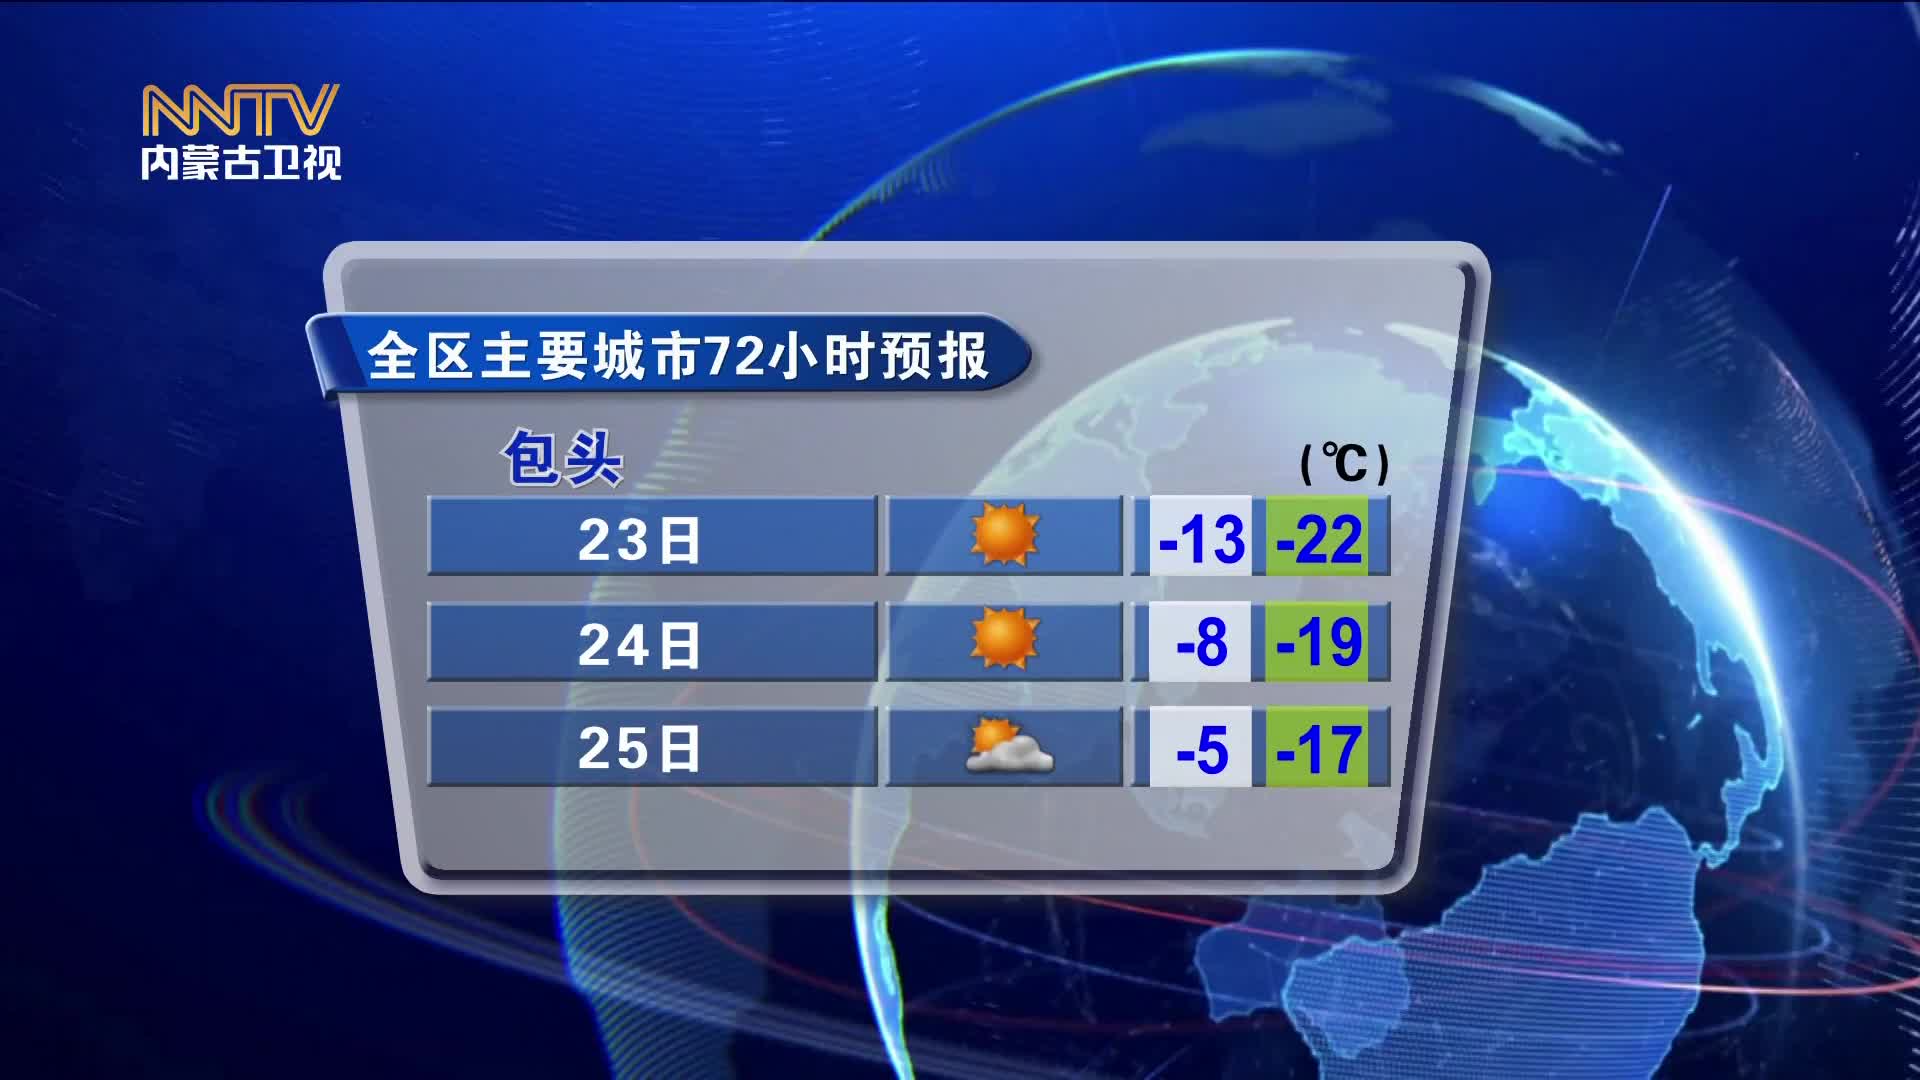 NNTV
内蒙古卫视
全区主要城市72小时预报
包头 (℃)
23日 -13 -22
24日 -8 -19
25日 -5 -17